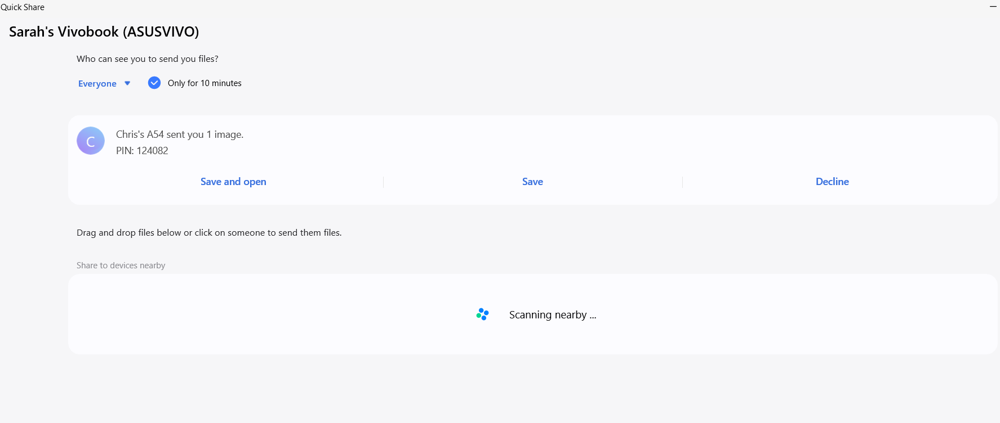 Quick Share
Sarah's Vivobook (ASUSVIVO)
Who can see you to send you files?
Everyone Only for 10 minutes
C
Chris's A54 sent you 1 image.
PIN: 124082
Save and open Save Decline
Drag and drop files below or click on someone to send them files.
Share to devices nearby
Scanning nearby ...